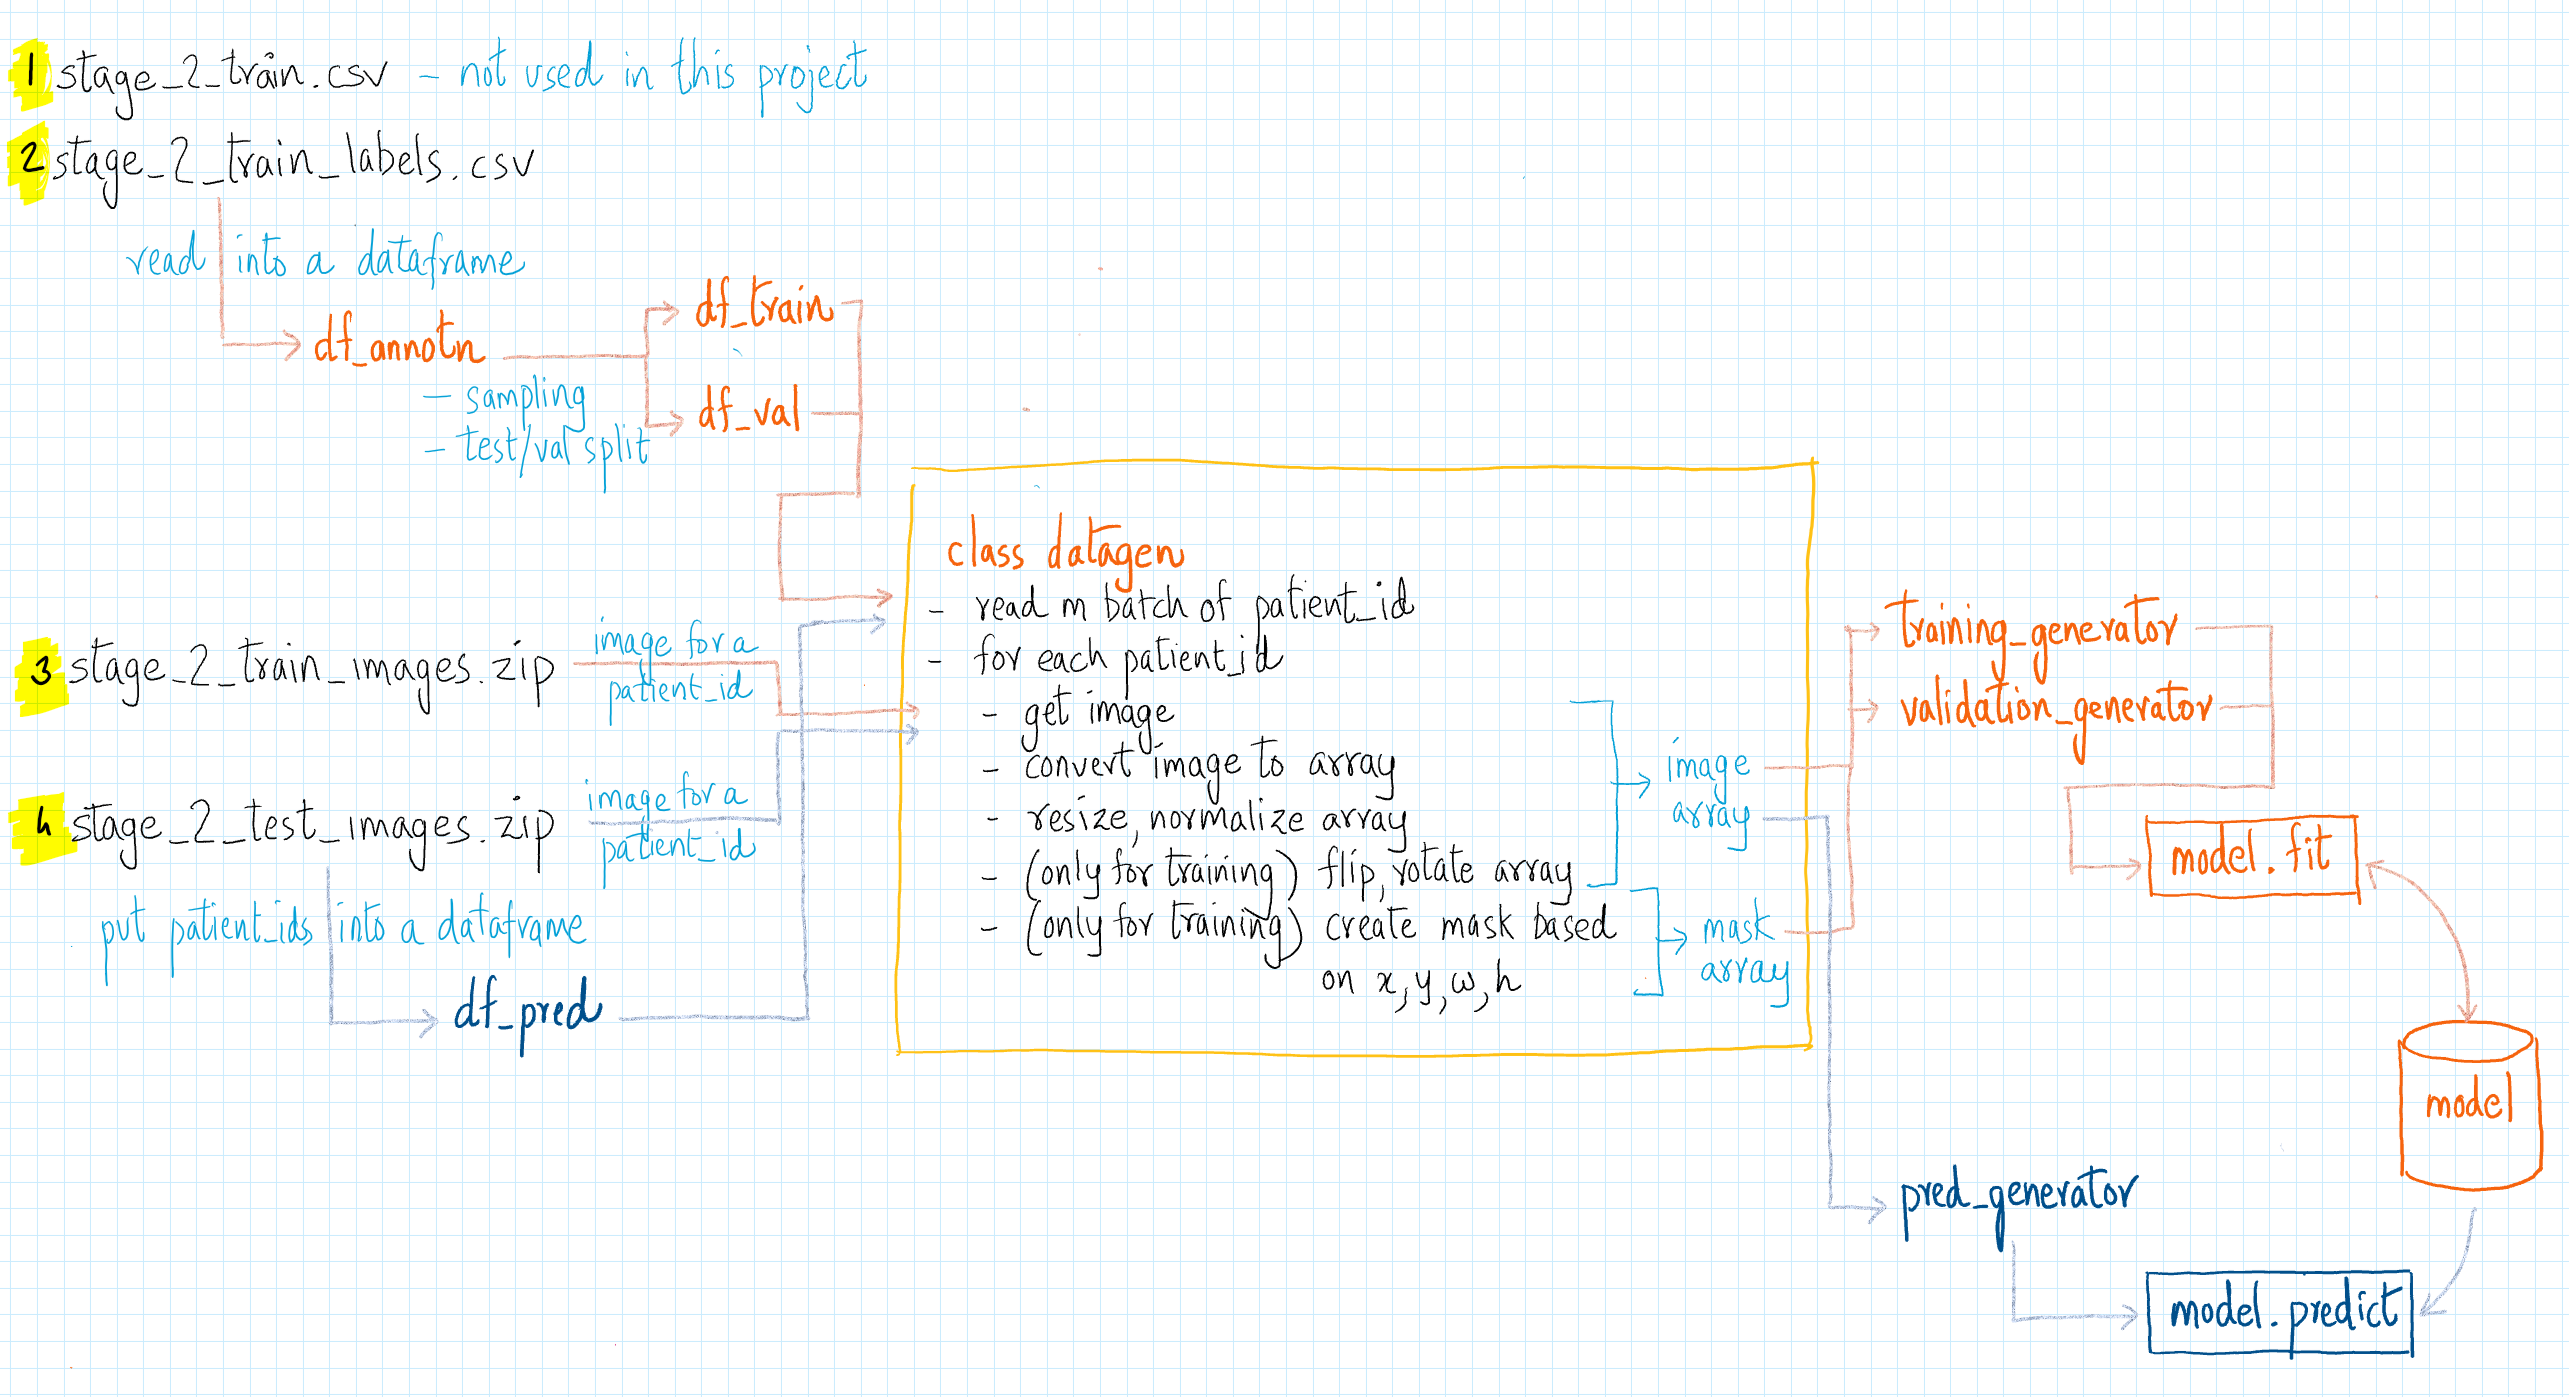 1 stage_2_train.csv - not used in this project
2 stage_2_train_labels.csv
read into a dataframe
df_annotn
- sampling
- test/val split
df_train
df_val
3 stage_2_train_images.zip
image for a
patient_id
4 stage_2_test_images.zip
image for a
patient_id
put patient_ids into a dataframe
df_pred
class datagen
- read m batch of patient_id
- for each patient_id
- get image
- convert image to array
- resize, normalize array
- (only for training) flip, rotate array
- (only for training) create mask based
on x, y, w, h
image
array
mask
array
training_generator
validation_generator
model.fit
model
pred_generator
model.predict